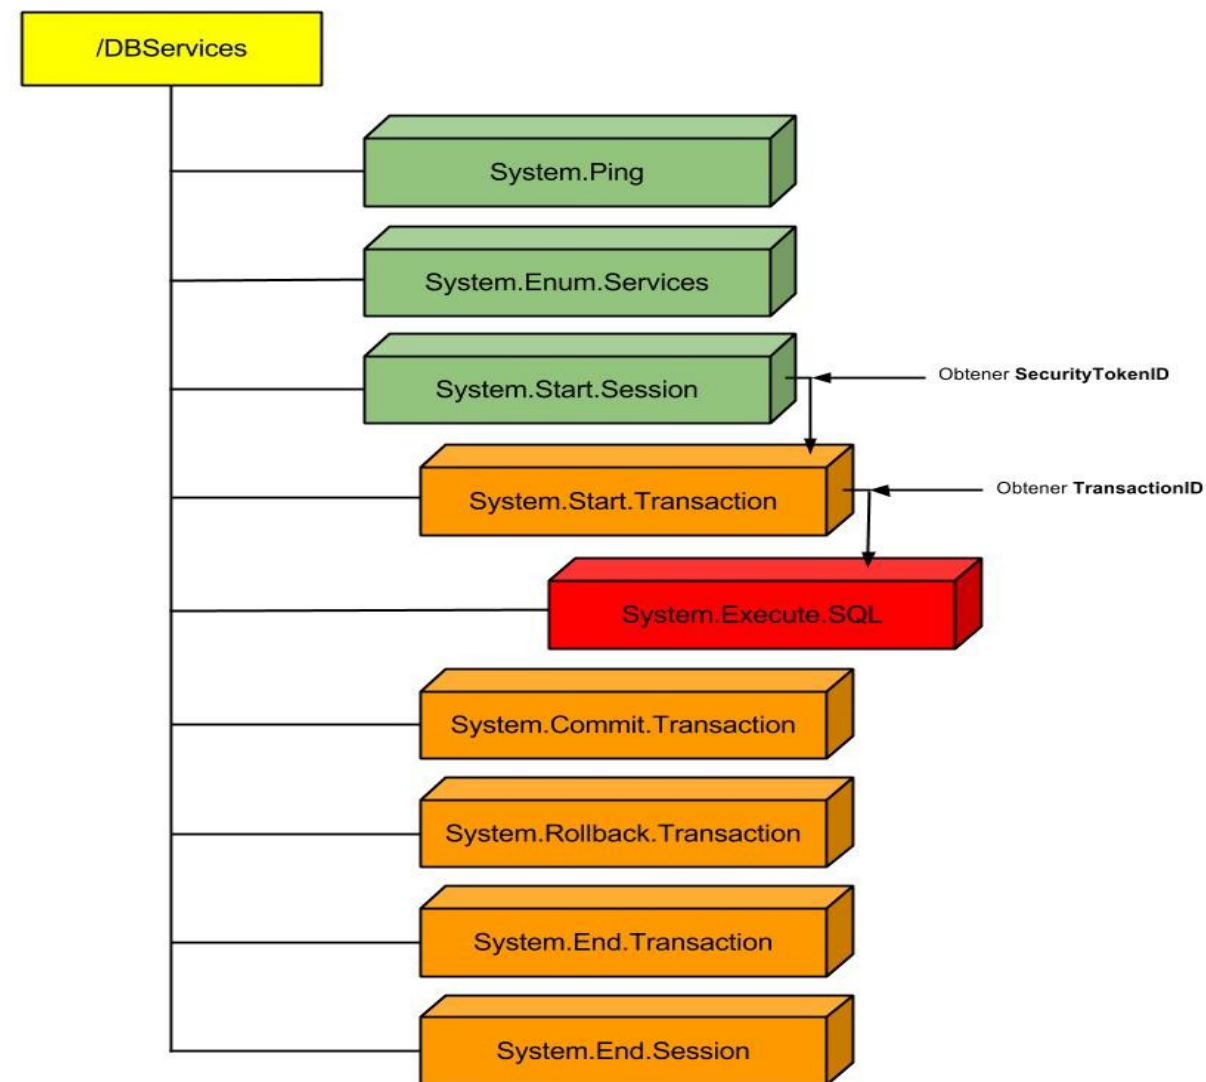 /DBServices
System.Ping
System.Enum.Services
System.Start.Session
Obtener SecurityTokenID
System.Start.Transaction
Obtener TransactionID
System.Execute.SQL
System.Commit.Transaction
System.Rollback.Transaction
System.End.Transaction
System.End.Session